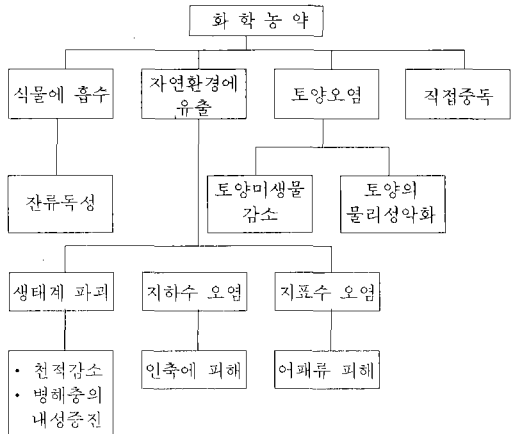 화학농약
식물에 흡수
자연환경에
유출
토양오염
직접중독
잔류독성
토양미생물
감소
토양의
물리성악화
생태계 파괴
지하수 오염
지표수 오염
· 천적감소
· 병해충의
내성증진
인축에 피해
어패류 피해